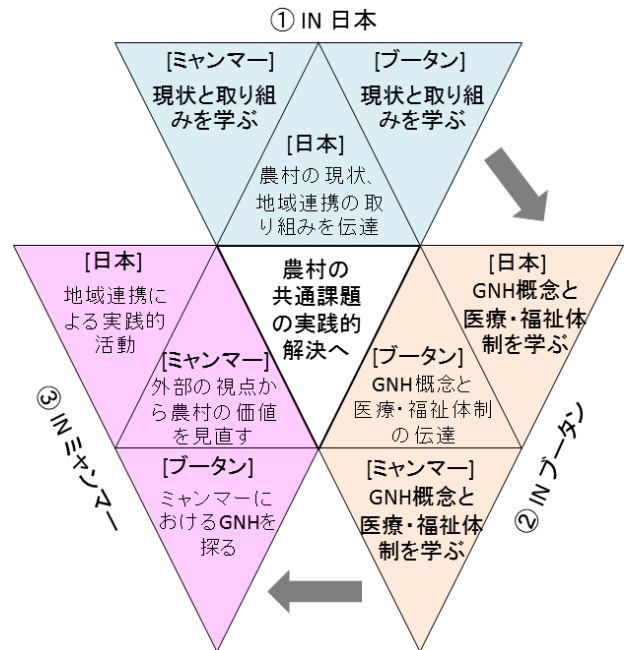 ① IN 日本
[ミャンマー]
現状と取り組
みを学ぶ
[ブータン]
現状と取り組
みを学ぶ
[日本]
農村の現状、
地域連携の取
り組みを伝達
農村の
共通課題
の実践的
解決へ
[日本]
GNH概念と
医療・福祉体
制を学ぶ
[ブータン]
GNH概念と
医療・福祉体制
の伝達
[ミャンマー]
GNH概念と
医療・福祉体
制を学ぶ
② IN ブータン
[日本]
地域連携に
よる実践的
活動
[ミャンマー]
外部の視点か
ら農村の価値
を見直す
[ブータン]
ミャンマーに
おけるGNHを
探る
③ IN ミャンマー